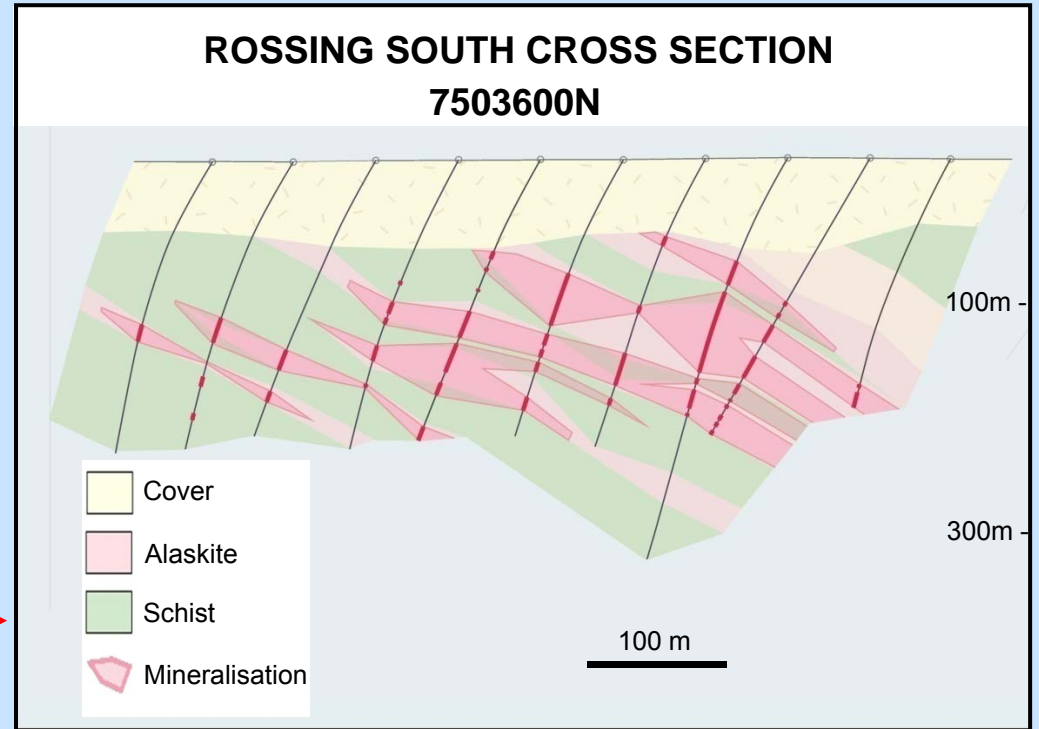 ROSSING SOUTH CROSS SECTION
7503600N
100m -
300m -
Cover
Alaskite
Schist
Mineralisation
100 m